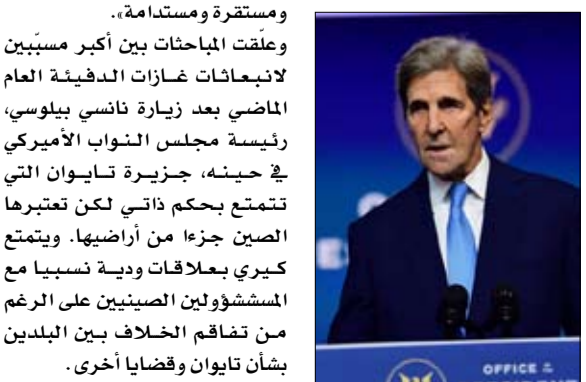 ومستقرة ومستدامة».
وعلّقت المباحثات بين أكبر مسبّبين
لانبعاثات غازات الدفيئة العام
الماضي بعد زيارة نانسي بيلوسي،
رئيسة مجلس النواب الأميركي
في حينه، جزيرة تايوان التي
تتمتع بحكم ذاتي لكن تعتبرها
الصين جزءا من أراضيها. ويتمتع
كيري بعلاقات ودية نسبيا مع
المسشؤولين الصينيين على الرغم
من تفاقم الخلاف بين البلدين
بشأن تايوان وقضايا أخرى.
OFFICE